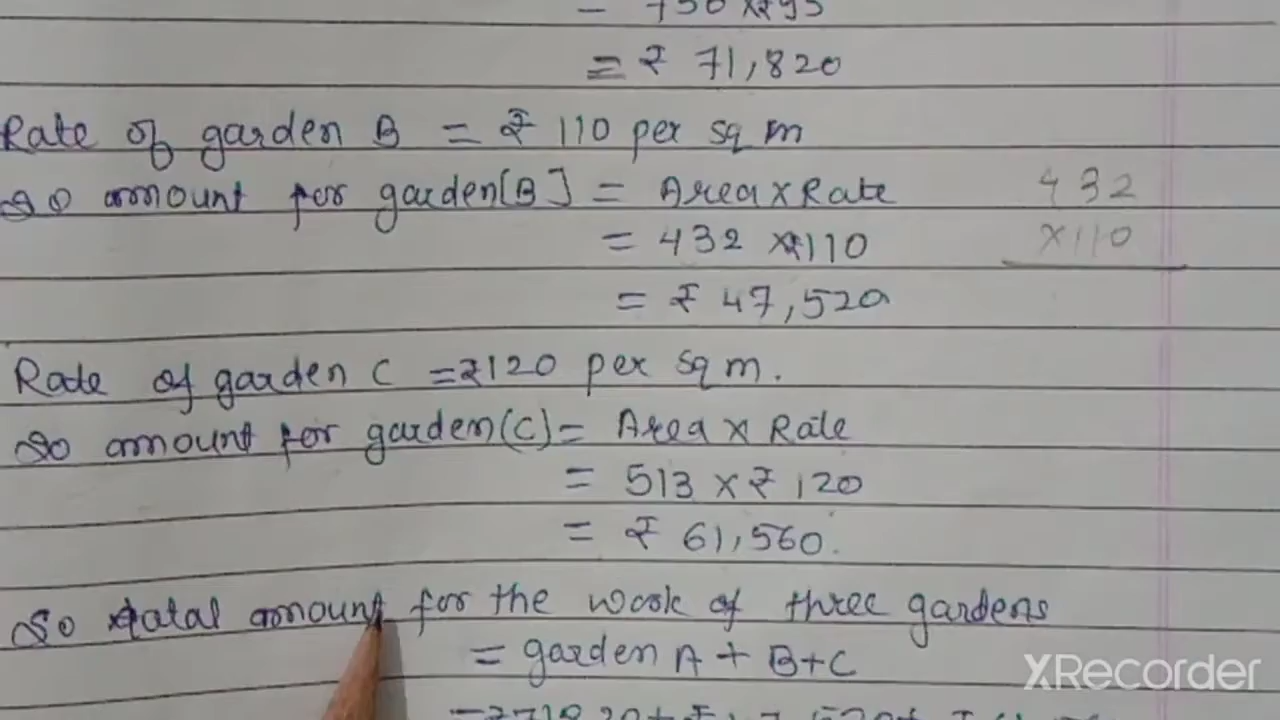 = 756 x ₹ 95
= ₹ 71,820
Rate of garden B = ₹ 110 per sq m
So amount for garden[B] = Area x Rate
432
= 432 x ₹110
x110
= ₹ 47,520
Rate of garden C = ₹120 per sq m.
So amount for garden(C) = Area x Rate
= 513 x ₹ 120
= ₹ 61,560.
So total amount for the work of three gardens
= garden A + B+C
XRecorder